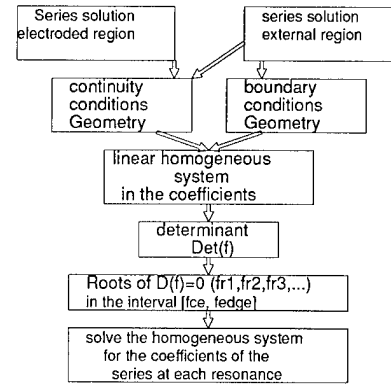 Series solution
electroded region
series solution
external region
continuity
conditions
Geometry
boundary
conditions
Geometry
linear homogeneous
system
in the coefficients
determinant
Det(f)
Roots of D(f)=0 (fr1,fr2,fr3,...)
in the interval [fce, fedge]
solve the homogeneous system
for the coefficients of the
series at each resonance